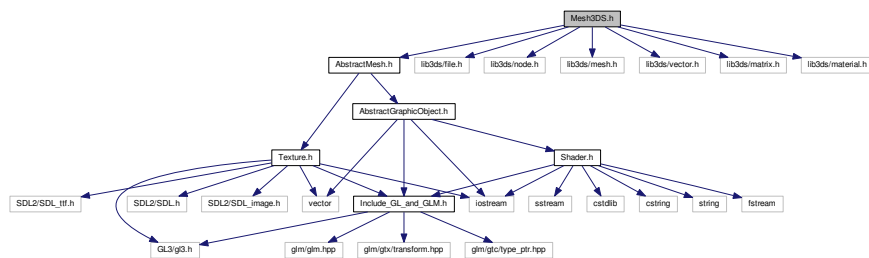 Mesh3DS.h
AbstractMesh.h
lib3ds/file.h
lib3ds/node.h
lib3ds/mesh.h
lib3ds/vector.h
lib3ds/matrix.h
lib3ds/material.h
AbstractGraphicObject.h
Texture.h
Shader.h
SDL2/SDL_ttf.h
SDL2/SDL.h
SDL2/SDL_image.h
vector
Include_GL_and_GLM.h
iostream
sstream
cstdlib
cstring
string
fstream
GL3/gl3.h
glm/glm.hpp
glm/gtx/transform.hpp
glm/gtc/type_ptr.hpp